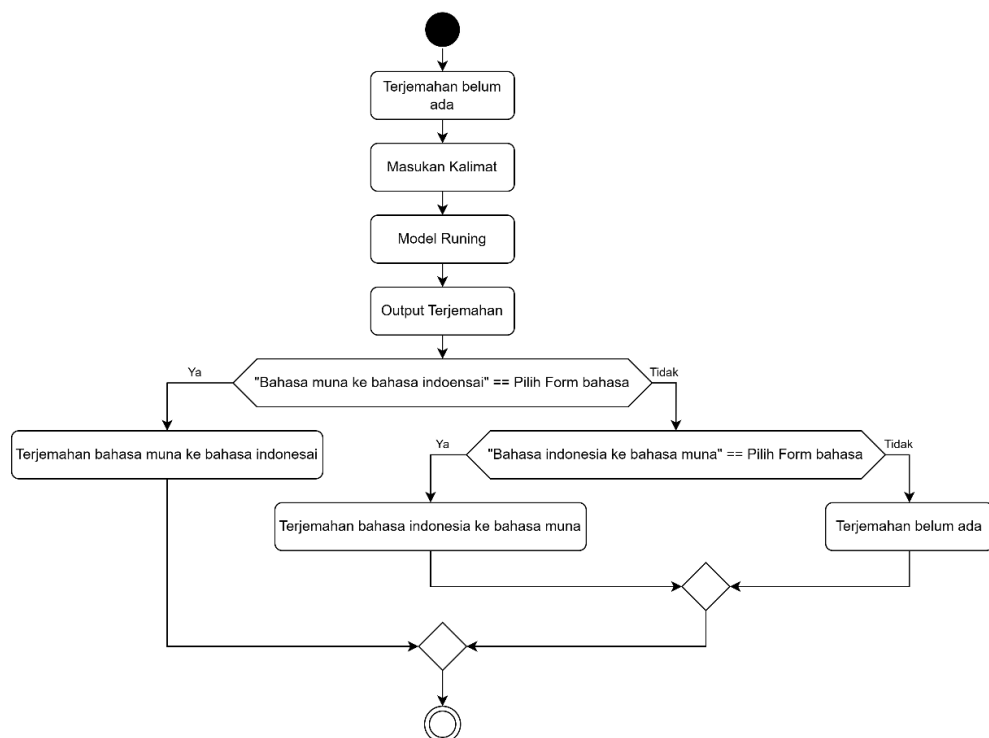 Terjemahan belum
ada
Masukan Kalimat
Model Runing
Output Terjemahan
Ya
"Bahasa muna ke bahasa indoensai" == Pilih Form bahasa
Tidak
Terjemahan bahasa muna ke bahasa indonesai
Ya
"Bahasa indonesia ke bahasa muna" == Pilih Form bahasa
Tidak
Terjemahan bahasa indonesia ke bahasa muna
Terjemahan belum ada